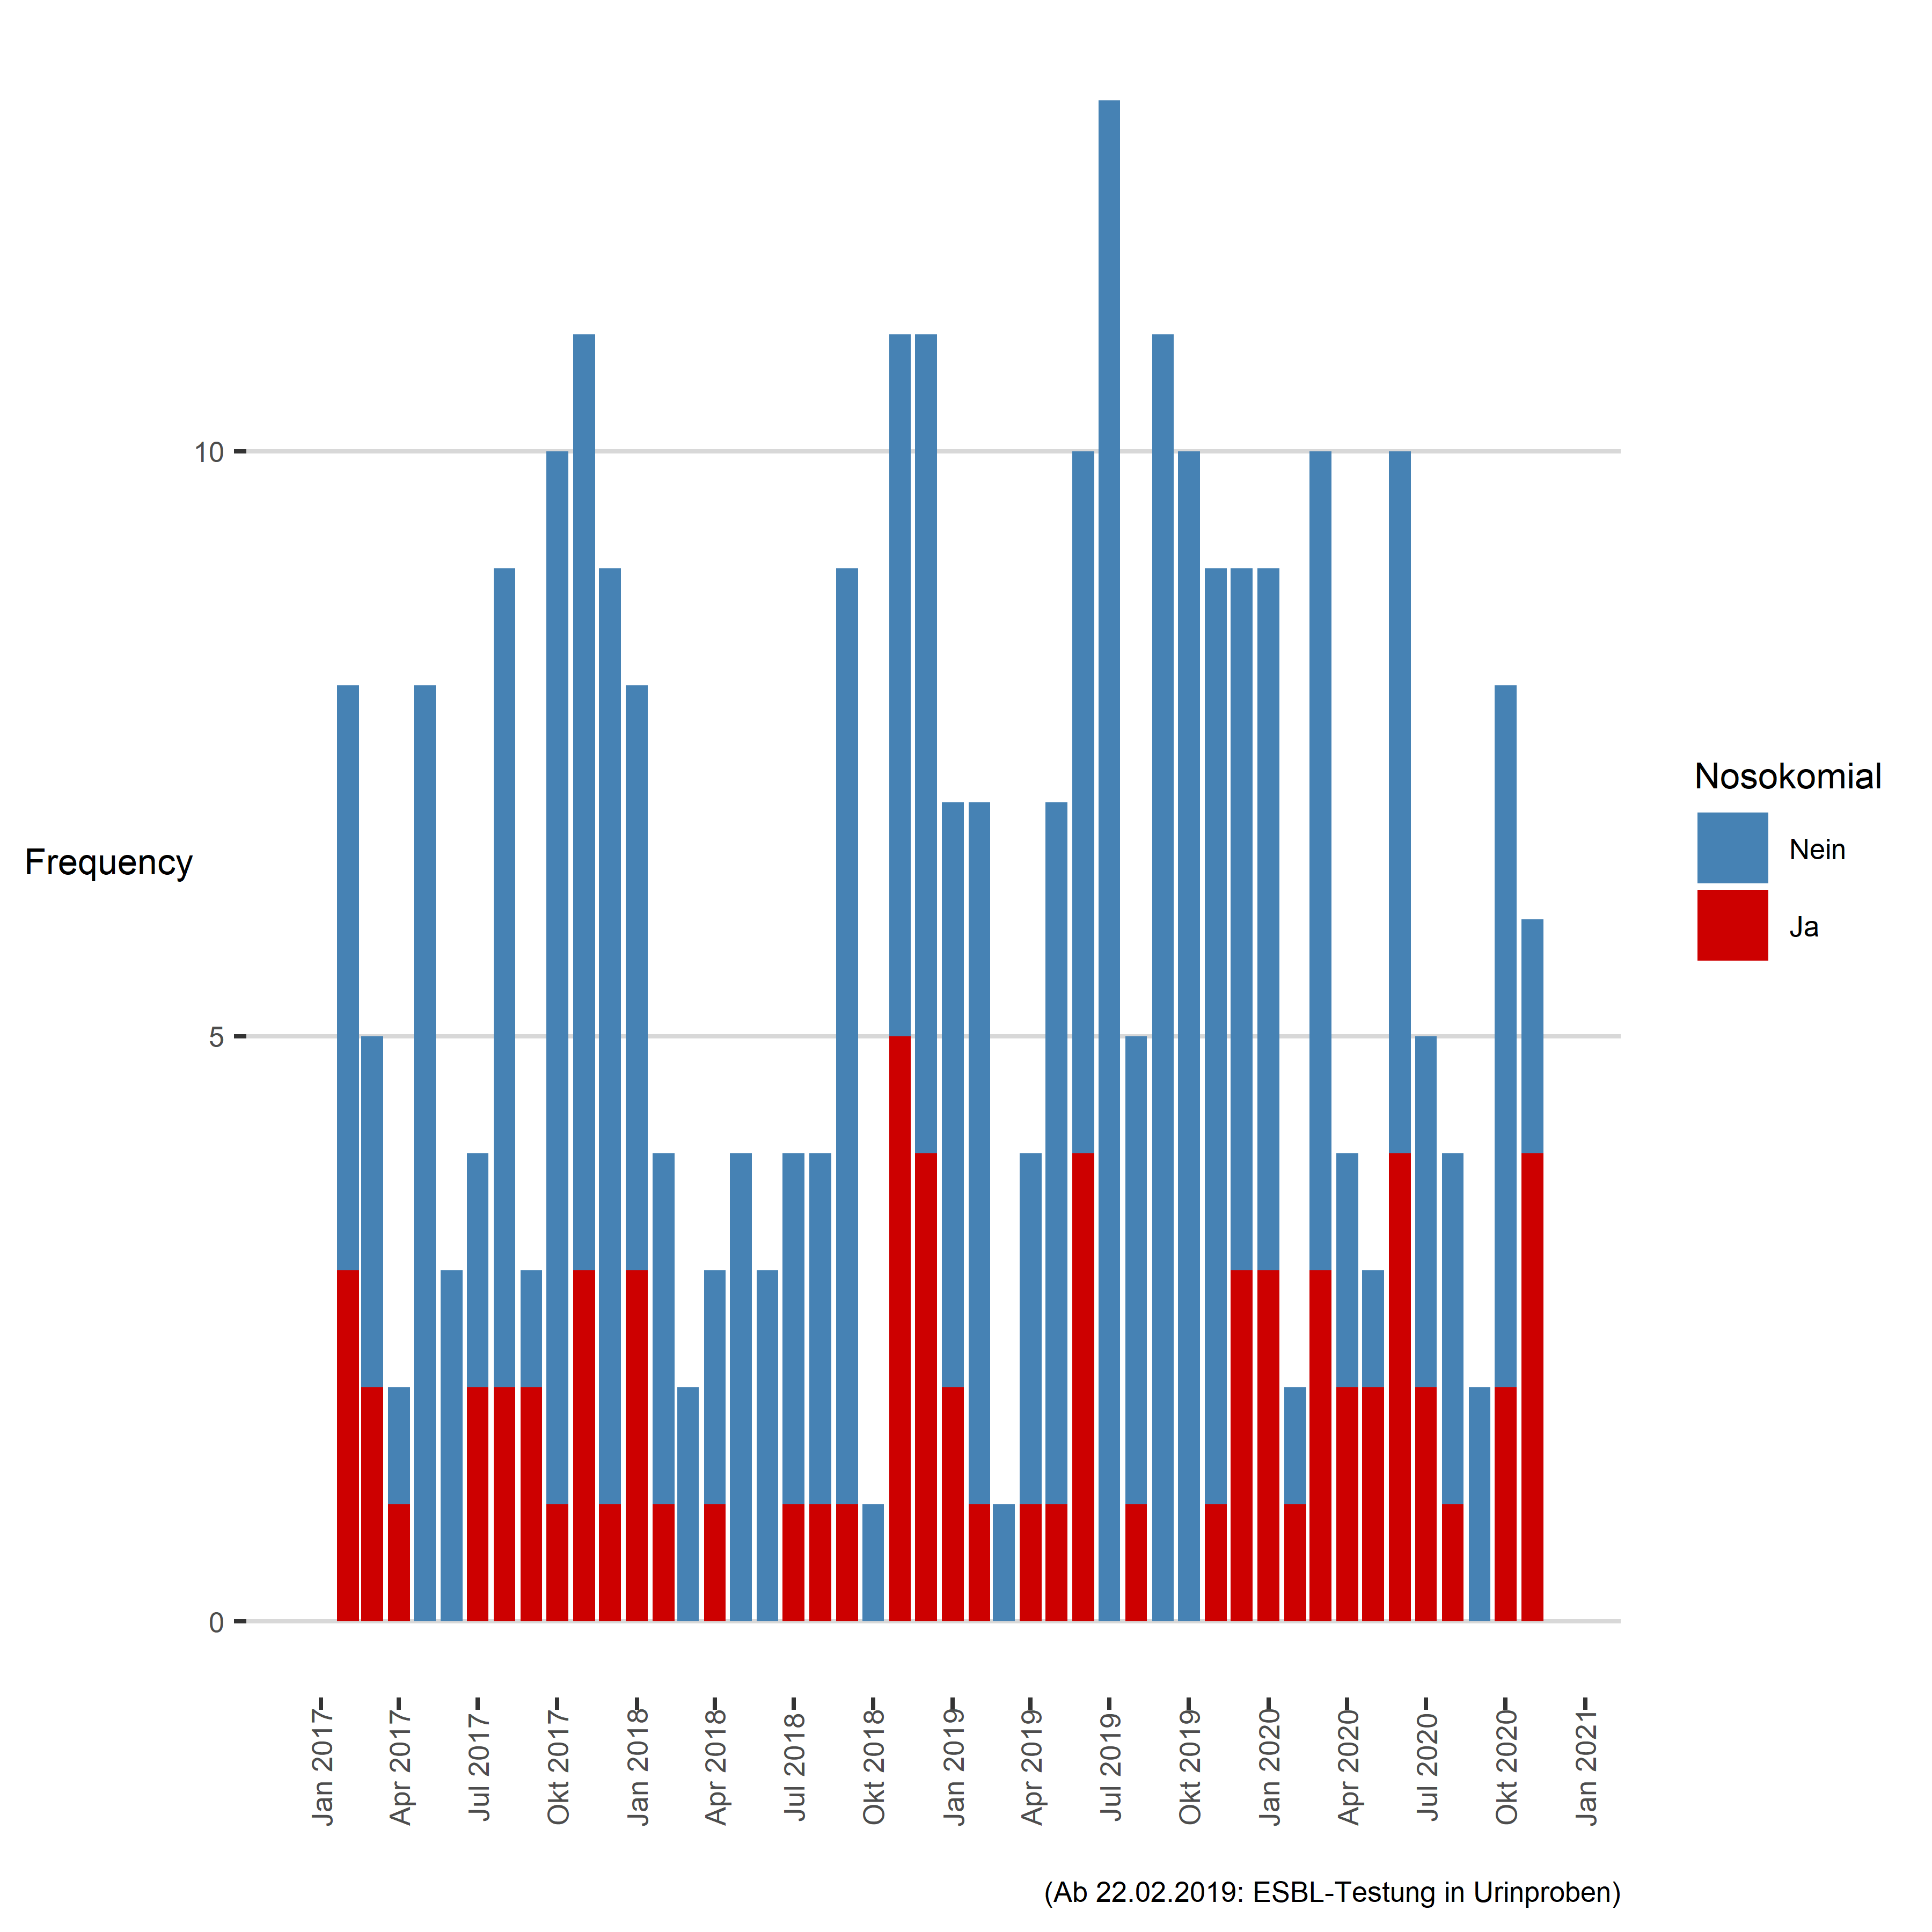 10
5
0
Frequency
Jan 2017
Apr 2017
Jul 2017
Okt 2017
Jan 2018
Apr 2018
Jul 2018
Okt 2018
Jan 2019
Apr 2019
Jul 2019
Okt 2019
Jan 2020
Apr 2020
Jul 2020
Okt 2020
Jan 2021
Nosokomial
Nein
Ja
(Ab 22.02.2019: ESBL-Testung in Urinproben)